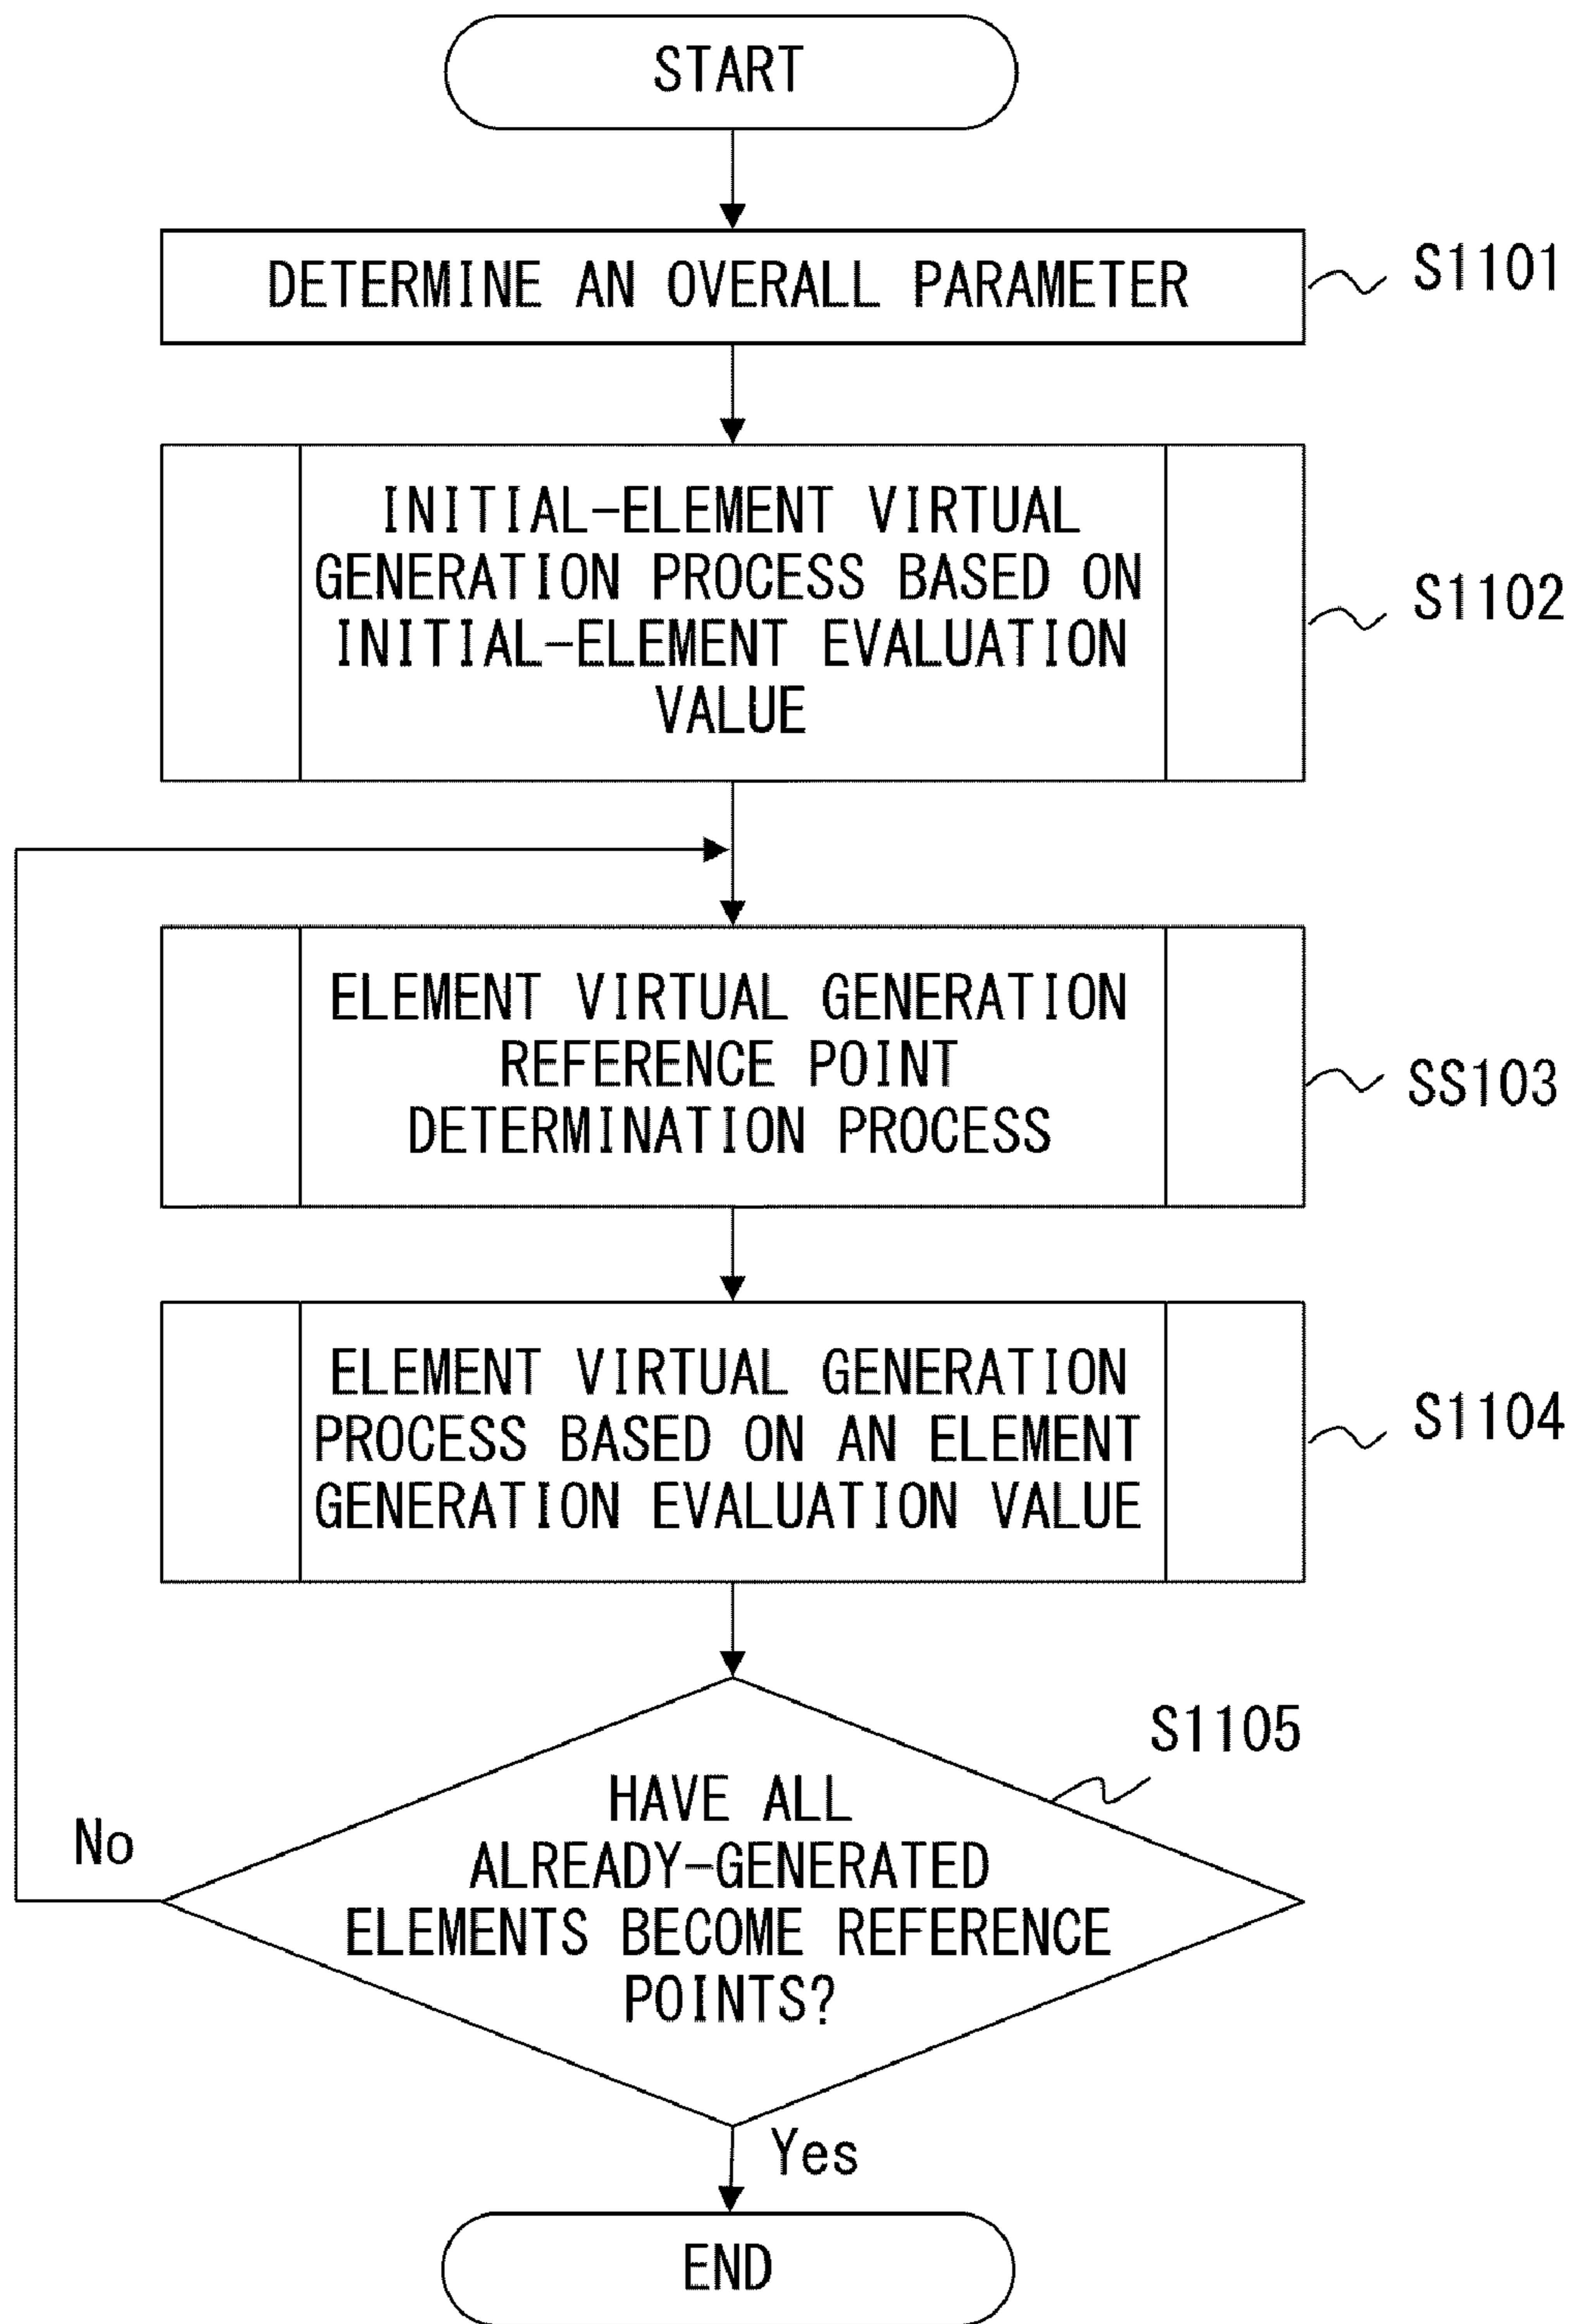 START
DETERMINE AN OVERALL PARAMETER
S1101
INITIAL-ELEMENT VIRTUAL
GENERATION PROCESS BASED ON
INITIAL-ELEMENT EVALUATION
VALUE
S1102
ELEMENT VIRTUAL GENERATION
REFERENCE POINT
DETERMINATION PROCESS
SS103
ELEMENT VIRTUAL GENERATION
PROCESS BASED ON AN ELEMENT
GENERATION EVALUATION VALUE
S1104
S1105
HAVE ALL
ALREADY-GENERATED
ELEMENTS BECOME REFERENCE
POINTS?
No
Yes
END